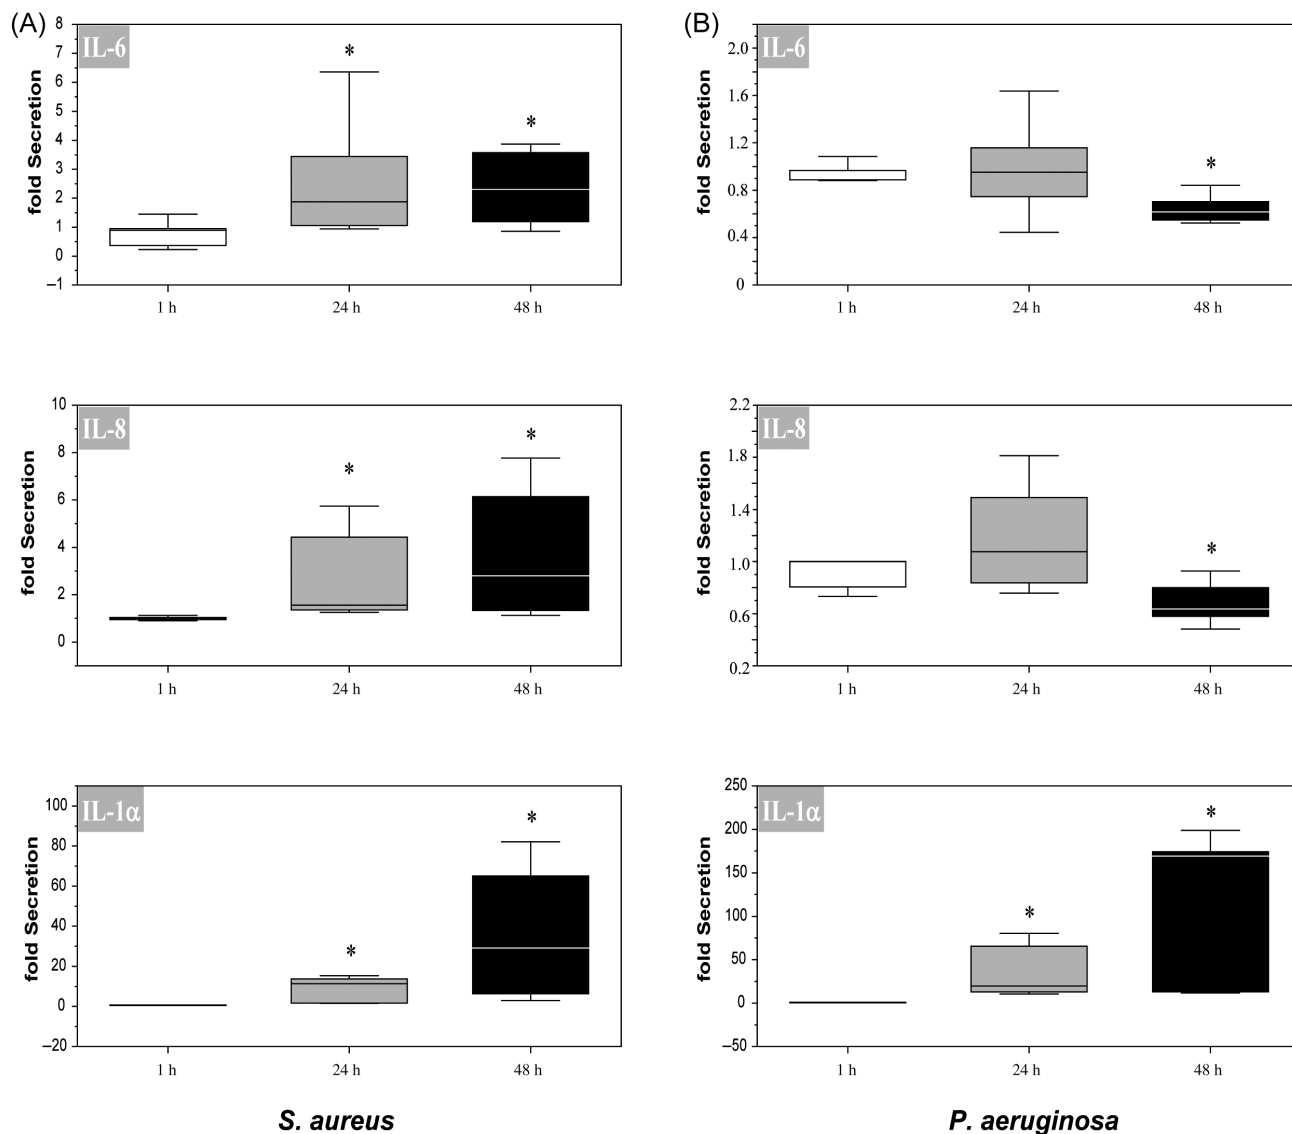 (A)
IL-6
fold Secretion
8
7
6
5
4
3
2
1
0
–1
*
*
1 h
24 h
48 h
(B)
IL-6
fold Secretion
2.0
1.6
1.2
0.8
0.4
0
*
1 h
24 h
48 h
IL-8
fold Secretion
10
8
6
4
2
0
*
*
1 h
24 h
48 h
IL-8
fold Secretion
2.2
1.8
1.4
1.0
0.6
0.2
*
1 h
24 h
48 h
IL-1α
fold Secretion
100
80
60
40
20
0
–20
*
*
1 h
24 h
48 h
S. aureus
IL-1α
fold Secretion
250
200
150
100
50
0
–50
*
*
1 h
24 h
48 h
P. aeruginosa